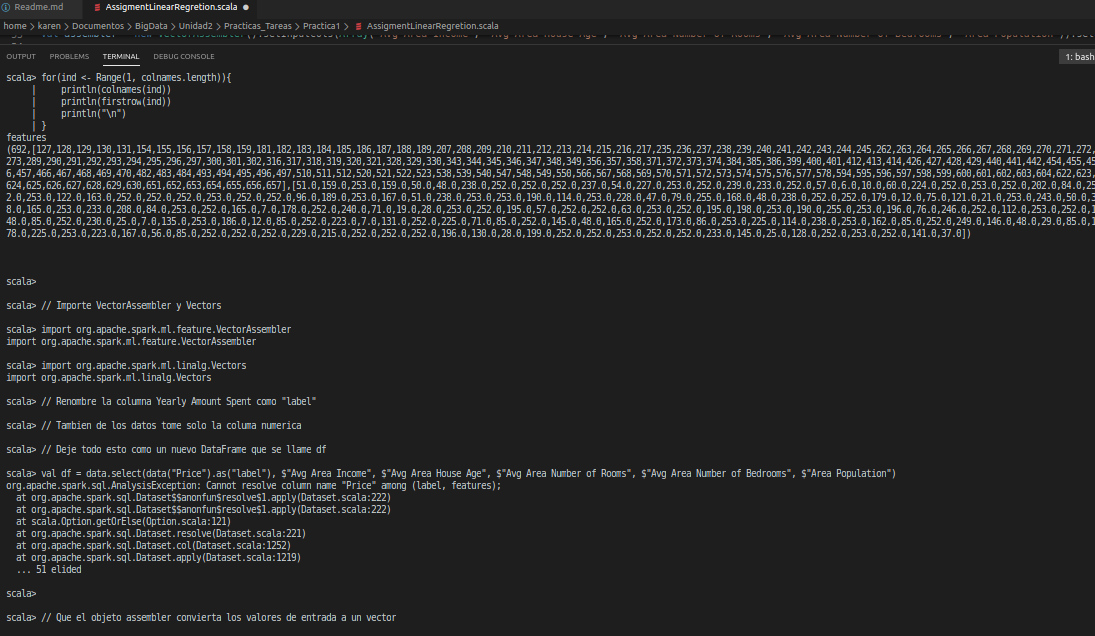 Readme.md
AssigmentLinearRegretion.scala
home > karen > Documentos > BigData > Unidad2 > Practicas_Tareas > Practica1 > AssigmentLinearRegretion.scala
OUTPUT PROBLEMS TERMINAL DEBUG CONSOLE 1: bash
scala> for(ind <- Range(1, colnames.length)){
| println(colnames(ind))
| println(firstrow(ind))
| println("\n")
| }
features
(692,[127,128,129,130,131,154,155,156,157,158,159,181,182,183,184,185,186,187,188,189,207,208,209,210,211,212,213,214,215,216,217,235,236,237,238,239,240,241,242,243,244,245,262,263,264,265,266,267,268,269,270,271,272,
273,289,290,291,292,293,294,295,296,297,300,301,302,316,317,318,319,320,321,328,329,330,343,344,345,346,347,348,349,356,357,358,371,372,373,374,384,385,386,399,400,401,412,413,414,426,427,428,429,440,441,442,454,455,45
6,457,466,467,468,469,470,482,483,484,493,494,495,496,497,510,511,512,520,521,522,523,538,539,540,547,548,549,550,566,567,568,569,570,571,572,573,574,575,576,577,578,594,595,596,597,598,599,600,601,602,603,604,622,623,
624,625,626,627,628,629,630,651,652,653,654,655,656,657],[51.0,159.0,253.0,159.0,50.0,48.0,238.0,252.0,252.0,252.0,237.0,54.0,227.0,253.0,252.0,239.0,233.0,252.0,57.0,6.0,10.0,60.0,224.0,252.0,253.0,252.0,202.0,84.0,25
2.0,253.0,122.0,163.0,252.0,252.0,252.0,253.0,252.0,252.0,96.0,189.0,253.0,167.0,51.0,238.0,253.0,253.0,190.0,114.0,253.0,228.0,47.0,79.0,255.0,168.0,48.0,238.0,252.0,252.0,179.0,12.0,75.0,121.0,21.0,253.0,243.0,50.0,3
8.0,165.0,253.0,233.0,208.0,84.0,253.0,252.0,165.0,7.0,178.0,252.0,240.0,71.0,19.0,28.0,253.0,252.0,195.0,57.0,252.0,252.0,63.0,253.0,252.0,195.0,198.0,253.0,190.0,255.0,253.0,196.0,76.0,246.0,252.0,112.0,253.0,252.0,1
48.0,85.0,252.0,230.0,25.0,7.0,135.0,253.0,186.0,12.0,85.0,252.0,223.0,7.0,131.0,252.0,225.0,71.0,85.0,252.0,145.0,48.0,165.0,252.0,173.0,86.0,253.0,225.0,114.0,238.0,253.0,162.0,85.0,252.0,249.0,146.0,48.0,29.0,85.0,1
78.0,225.0,253.0,223.0,167.0,56.0,85.0,252.0,252.0,252.0,229.0,215.0,252.0,252.0,252.0,196.0,130.0,28.0,199.0,252.0,252.0,253.0,252.0,252.0,233.0,145.0,25.0,128.0,252.0,253.0,252.0,141.0,37.0])
scala>
scala> // Importe VectorAssembler y Vectors
scala> import org.apache.spark.ml.feature.VectorAssembler
import org.apache.spark.ml.feature.VectorAssembler
scala> import org.apache.spark.ml.linalg.Vectors
import org.apache.spark.ml.linalg.Vectors
scala> // Renombre la columna Yearly Amount Spent como "label"
scala> // Tambien de los datos tome solo la columa numerica
scala> // Deje todo esto como un nuevo DataFrame que se llame df
scala> val df = data.select(data("Price").as("label"), $"Avg Area Income", $"Avg Area House Age", $"Avg Area Number of Rooms", $"Avg Area Number of Bedrooms", $"Area Population")
org.apache.spark.sql.AnalysisException: Cannot resolve column name "Price" among (label, features);
at org.apache.spark.sql.Dataset$$anonfun$resolve$1.apply(Dataset.scala:222)
at org.apache.spark.sql.Dataset$$anonfun$resolve$1.apply(Dataset.scala:222)
at scala.Option.getOrElse(Option.scala:121)
at org.apache.spark.sql.Dataset.resolve(Dataset.scala:221)
at org.apache.spark.sql.Dataset.col(Dataset.scala:1252)
at org.apache.spark.sql.Dataset.apply(Dataset.scala:1219)
... 51 elided
scala>
scala> // Que el objeto assembler convierta los valores de entrada a un vector